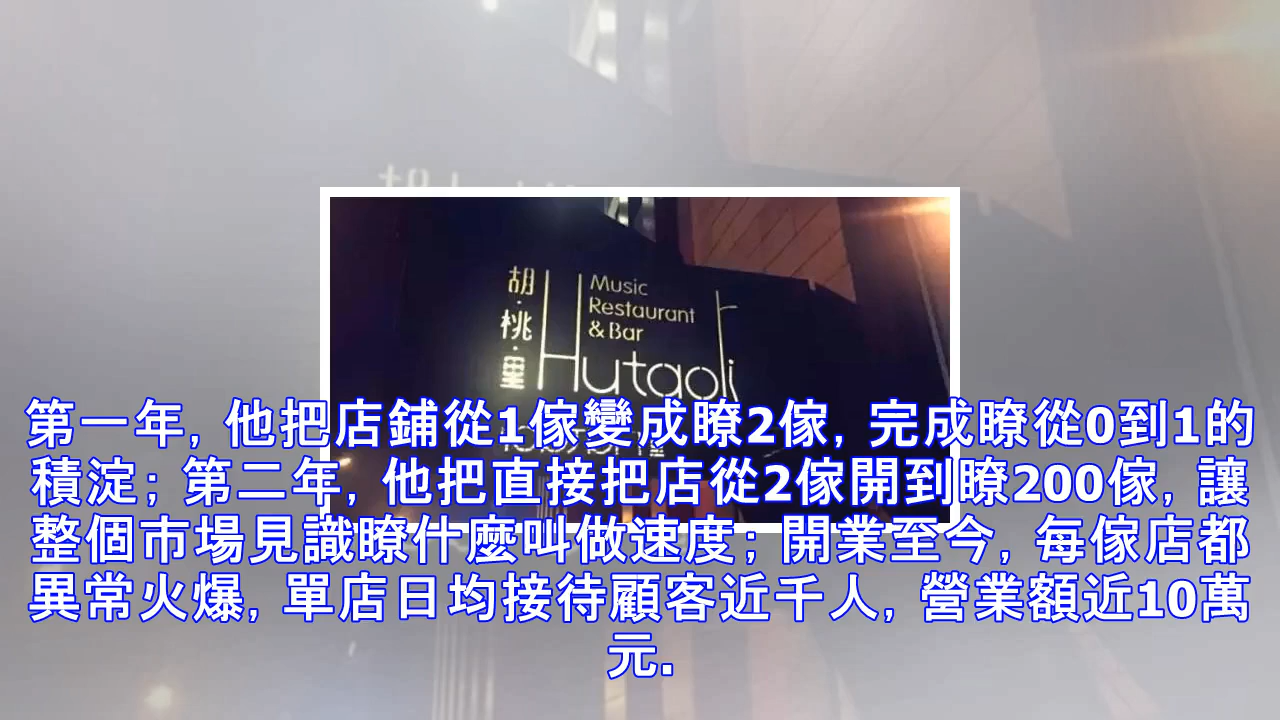 胡·桃·里
Music
Restaurant
& Bar
Hutaoli
第一年, 他把店鋪從1傢變成瞭2傢, 完成瞭從0到1的
積淀; 第二年, 他把直接把店從2傢開到瞭200傢, 讓
整個市場見識瞭什麼叫做速度; 開業至今, 每傢店都
異常火爆, 單店日均接待顧客近千人, 營業額近10萬
元.